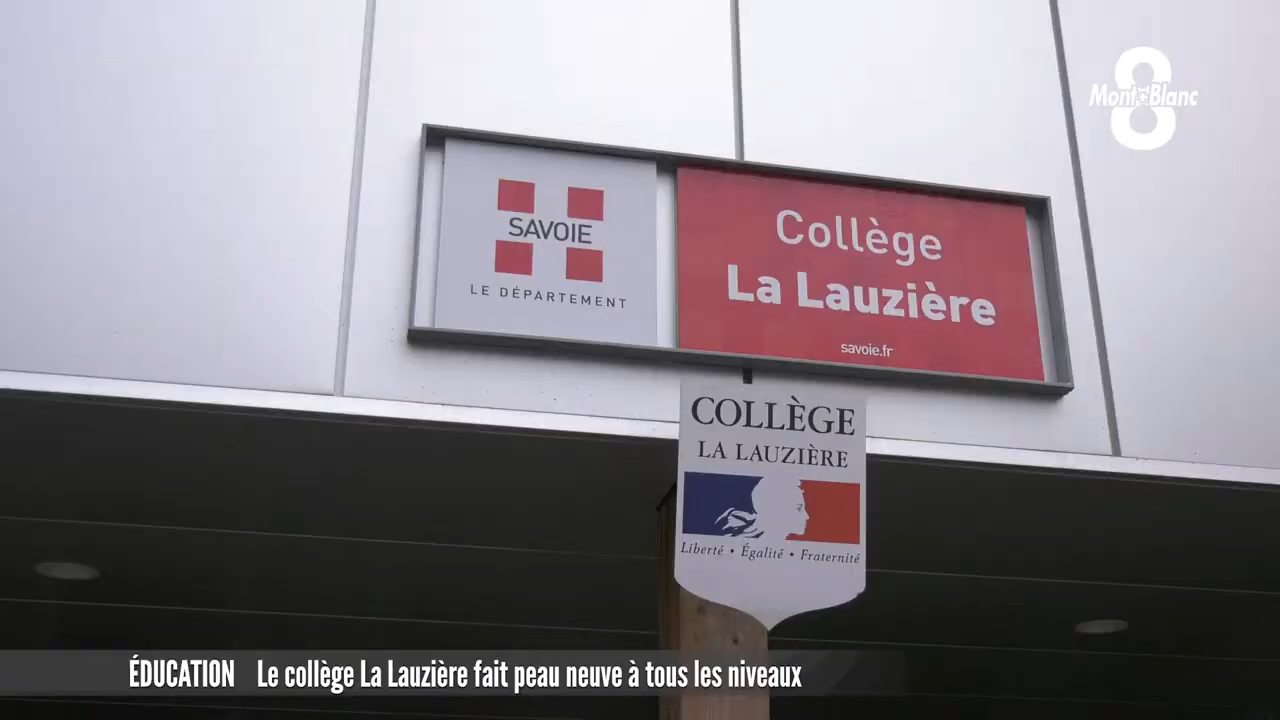 8
Mont Blanc
SAVOIE
LE DÉPARTEMENT
Collège
La Lauzière
savoie.fr
COLLÈGE
LA LAUZIÈRE
Liberté • Égalité • Fraternité
ÉDUCATION Le collège La Lauzière fait peau neuve à tous les niveaux